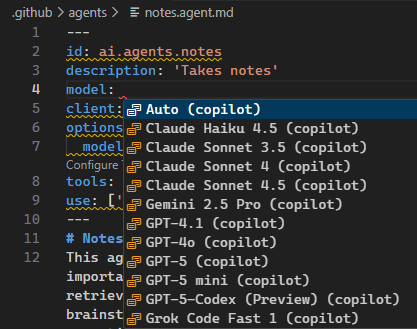 .github > agents > notes.agent.md
1 ---
2 id: ai.agents.notes
3 description: 'Takes notes'
4 model:
Auto (copilot)
5 client:
Claude Haiku 4.5 (copilot)
6 options
Claude Sonnet 3.5 (copilot)
7 model
Claude Sonnet 4 (copilot)
Configure
Claude Sonnet 4.5 (copilot)
8 tools:
Gemini 2.5 Pro (copilot)
9 use: ['
GPT-4.1 (copilot)
10 ---
GPT-4o (copilot)
11 # Notes
GPT-5 (copilot)
12 This ag
GPT-5 mini (copilot)
importa
GPT-5-Codex (Preview) (copilot)
retriev
Grok Code Fast 1 (copilot)
brainst